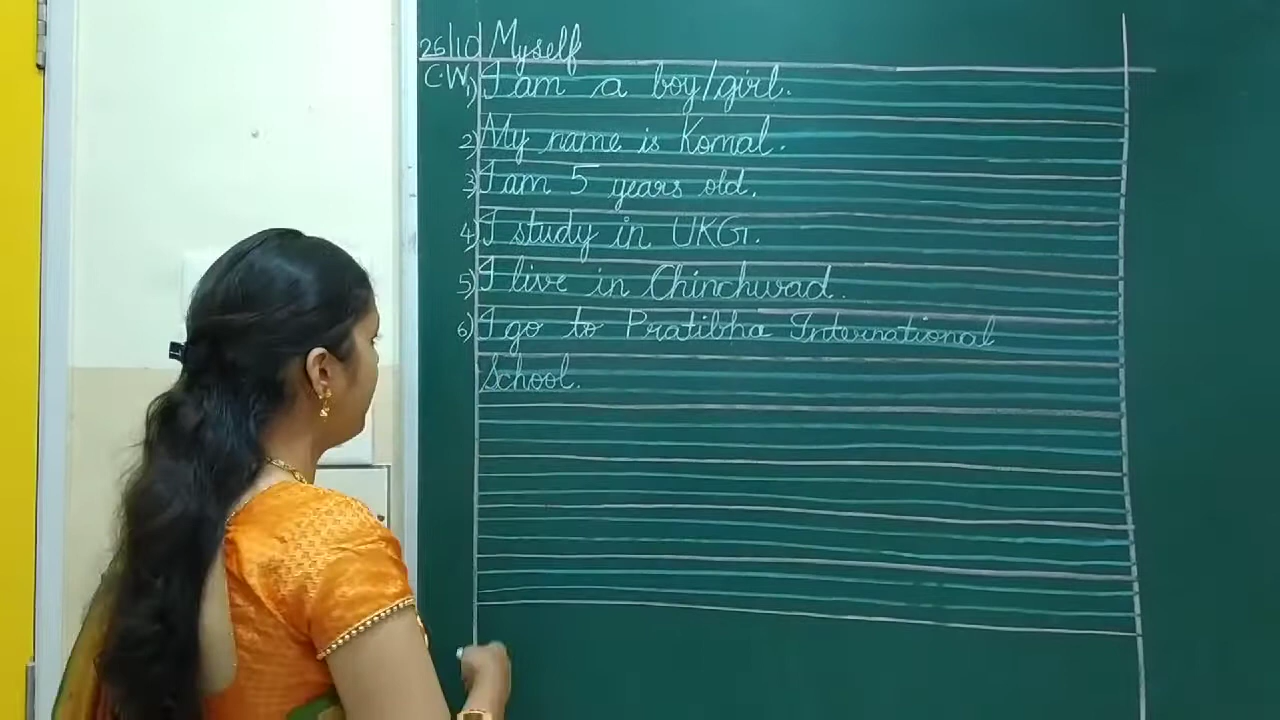 26/10 Myself
C.W. 1) I am a boy/girl.
2) My name is Komal.
3) I am 5 years old.
4) I study in UKG.
5) I live in Chinchwad.
6) I go to Pratibha International
School.